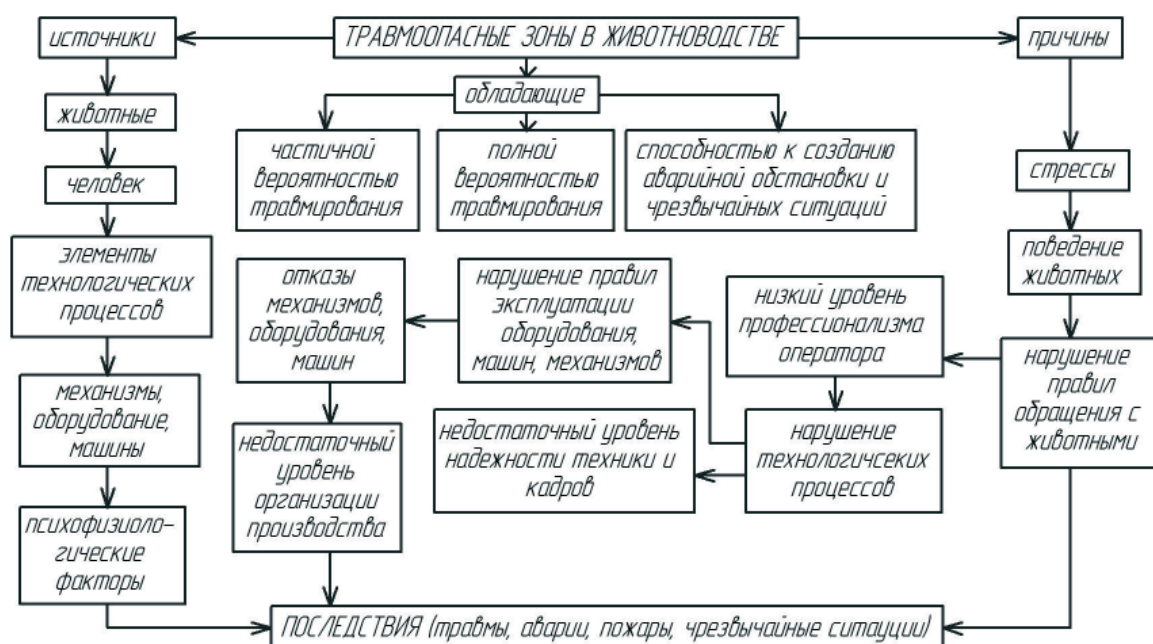 источники
ТРАВМООПАСНЫЕ ЗОНЫ В ЖИВОТНОВОДСТВЕ
причины
обладающие
животные
частичной
вероятностью
травмирования
полной
вероятностью
травмирования
способностью к созданию
аварийной обстановки и
чрезвычайных ситуаций
человек
стрессы
элементы
технологических
процессов
поведение
животных
отказы
механизмов,
оборудования,
машин
нарушение правил
эксплуатации
оборудования,
машин, механизмов
низкий уровень
профессионализма
оператора
нарушение
правил
обращения с
животными
механизмы,
оборудование,
машины
недостаточный
уровень
организации
производства
недостаточный уровень
надежности техники и
кадров
нарушение
технологичсеких
процессов
психофизиоло-
гические
факторы
ПОСЛЕДСТВИЯ (травмы, аварии, пожары, чрезвычайные ситауции)